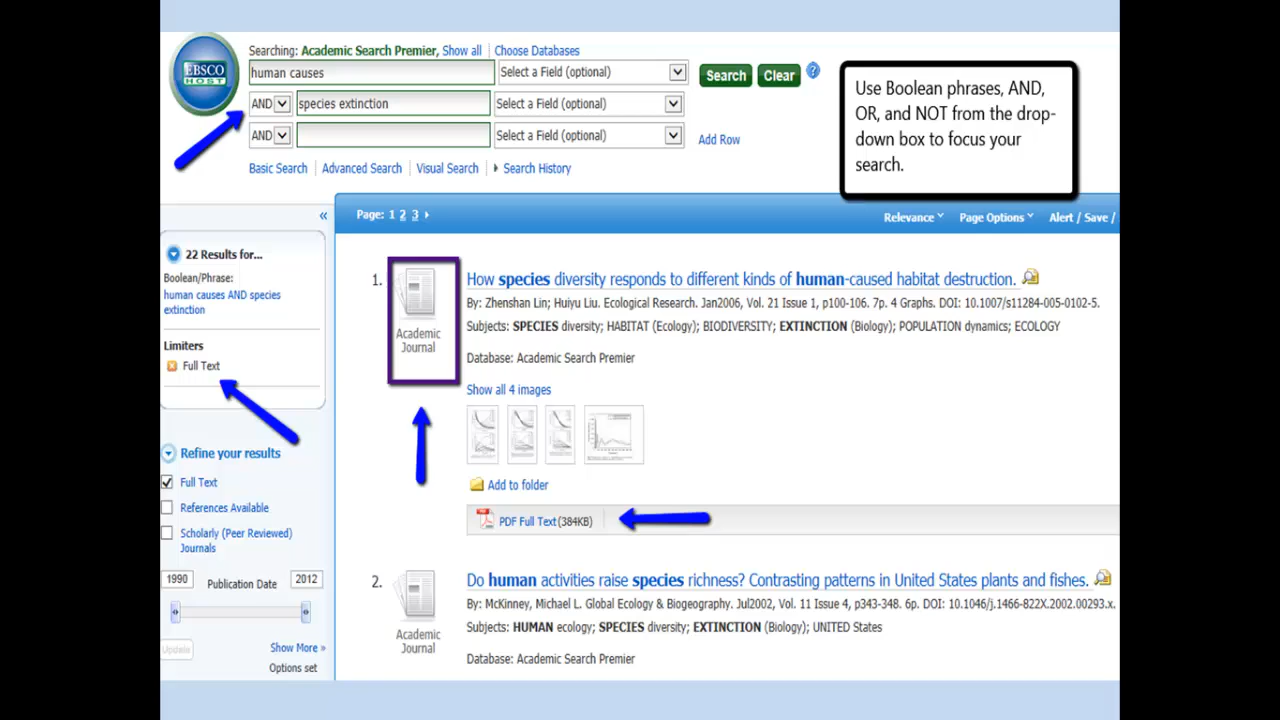 Searching: Academic Search Premier, Show all | Choose Databases
EBSCO
HOST
human causes
Select a Field (optional)
Search
Clear
?
AND
species extinction
Select a Field (optional)
AND
Select a Field (optional)
Add Row
Basic Search | Advanced Search | Visual Search | Search History
Use Boolean phrases, AND,
OR, and NOT from the drop-
down box to focus your
search.
«
22 Results for...
Boolean/Phrase:
human causes AND species
extinction
Limiters
Full Text
Refine your results
Full Text
References Available
Scholarly (Peer Reviewed)
Journals
1990
Publication Date
2012
Update
Show More »
Options set
Page: 1 2 3
Relevance
Page Options
Alert / Save /
1.
Academic
Journal
How species diversity responds to different kinds of human-caused habitat destruction.
By: Zhenshan Lin; Huiyu Liu. Ecological Research. Jan2006, Vol. 21 Issue 1, p100-106. 7p. 4 Graphs. DOI: 10.1007/s11284-005-0102-5.
Subjects: SPECIES diversity; HABITAT (Ecology); BIODIVERSITY; EXTINCTION (Biology); POPULATION dynamics; ECOLOGY
Database: Academic Search Premier
Show all 4 images
Add to folder
PDF Full Text (384KB)
2.
Academic
Journal
Do human activities raise species richness? Contrasting patterns in United States plants and fishes.
By: McKinney, Michael L. Global Ecology & Biogeography. Jul2002, Vol. 11 Issue 4, p343-348. 6p. DOI: 10.1046/j.1466-822X.2002.00293.x.
Subjects: HUMAN ecology; SPECIES diversity; EXTINCTION (Biology); UNITED States
Database: Academic Search Premier